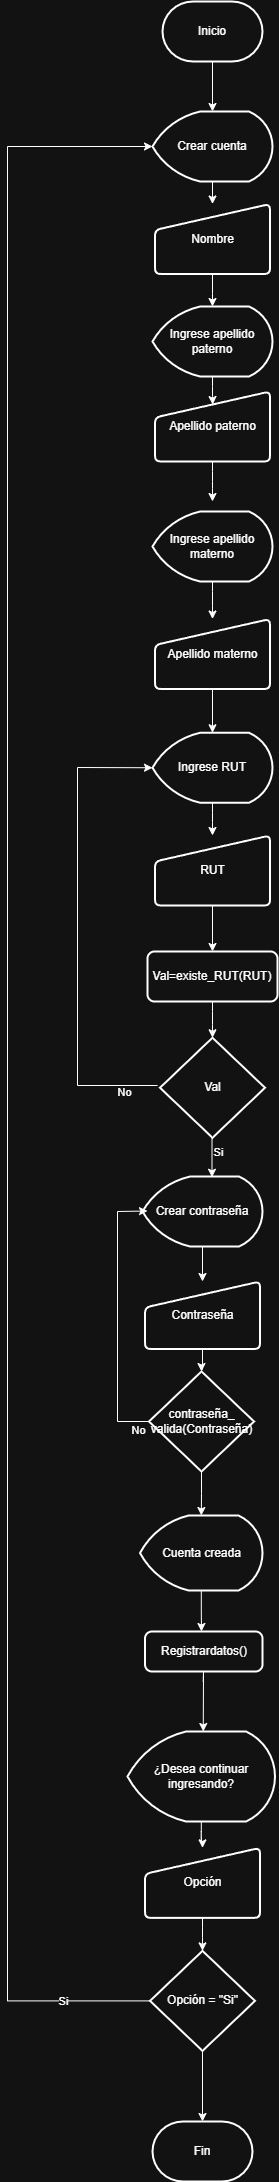 Inicio
Crear cuenta
Nombre
Ingrese apellido
paterno
Apellido paterno
Ingrese apellido
materno
Apellido materno
Ingrese RUT
RUT
Val=existe_RUT(RUT)
Val
No
Si
Crear contraseña
Contraseña
contraseña_
valida(Contraseña)
No
Cuenta creada
Registrardatos()
¿Desea continuar
ingresando?
Opción
Opción = "Si"
Si
Fin